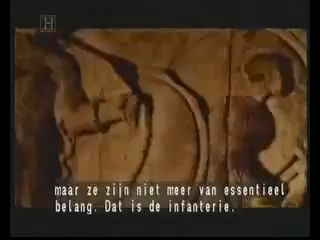 H
maar ze zijn niet meer van essentieel
belang. Dat is de infanterie.